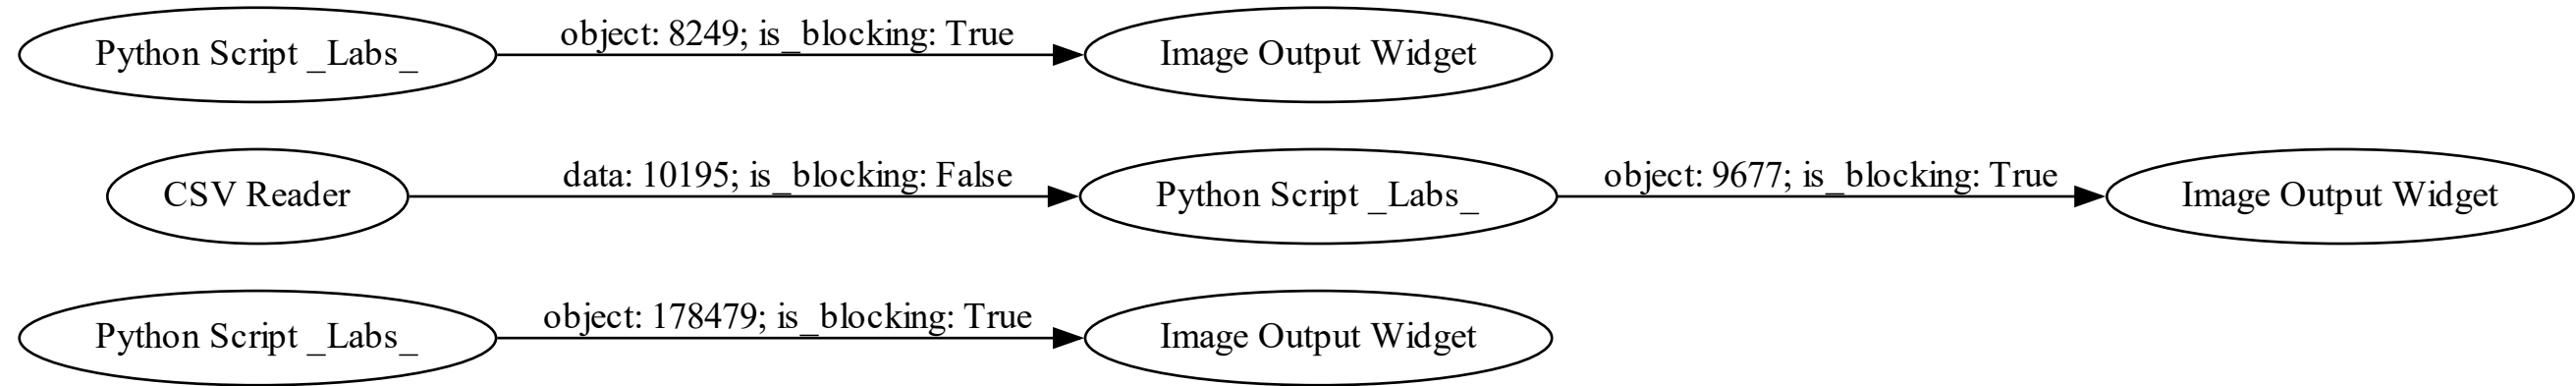 Python Script _Labs_
object: 8249; is_blocking: True
Image Output Widget
CSV Reader
data: 10195; is_blocking: False
Python Script _Labs_
object: 9677; is_blocking: True
Image Output Widget
Python Script _Labs_
object: 178479; is_blocking: True
Image Output Widget